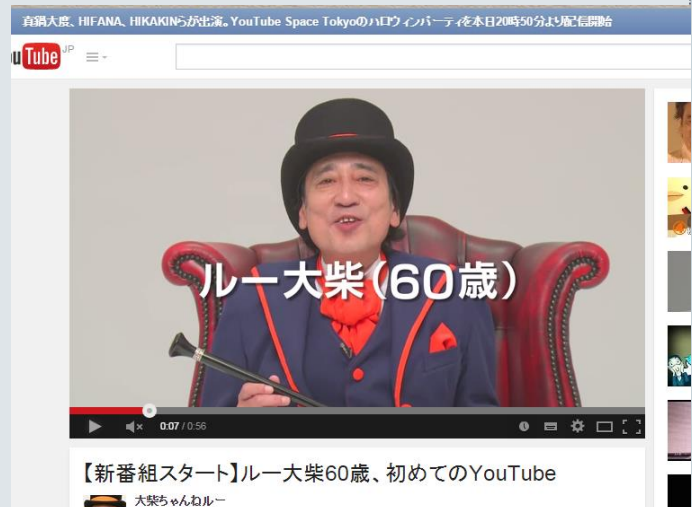 真鍋大度、HIFANA、HIKAKINらが出演。YouTube Space Tokyoのハロウィンパーティを本日20時50分より配信開始
uTube JP
ルー大柴(60歳)
0:07 / 0:56
【新番組スタート】ルー大柴60歳、初めてのYouTube
大柴ちゃんねルー